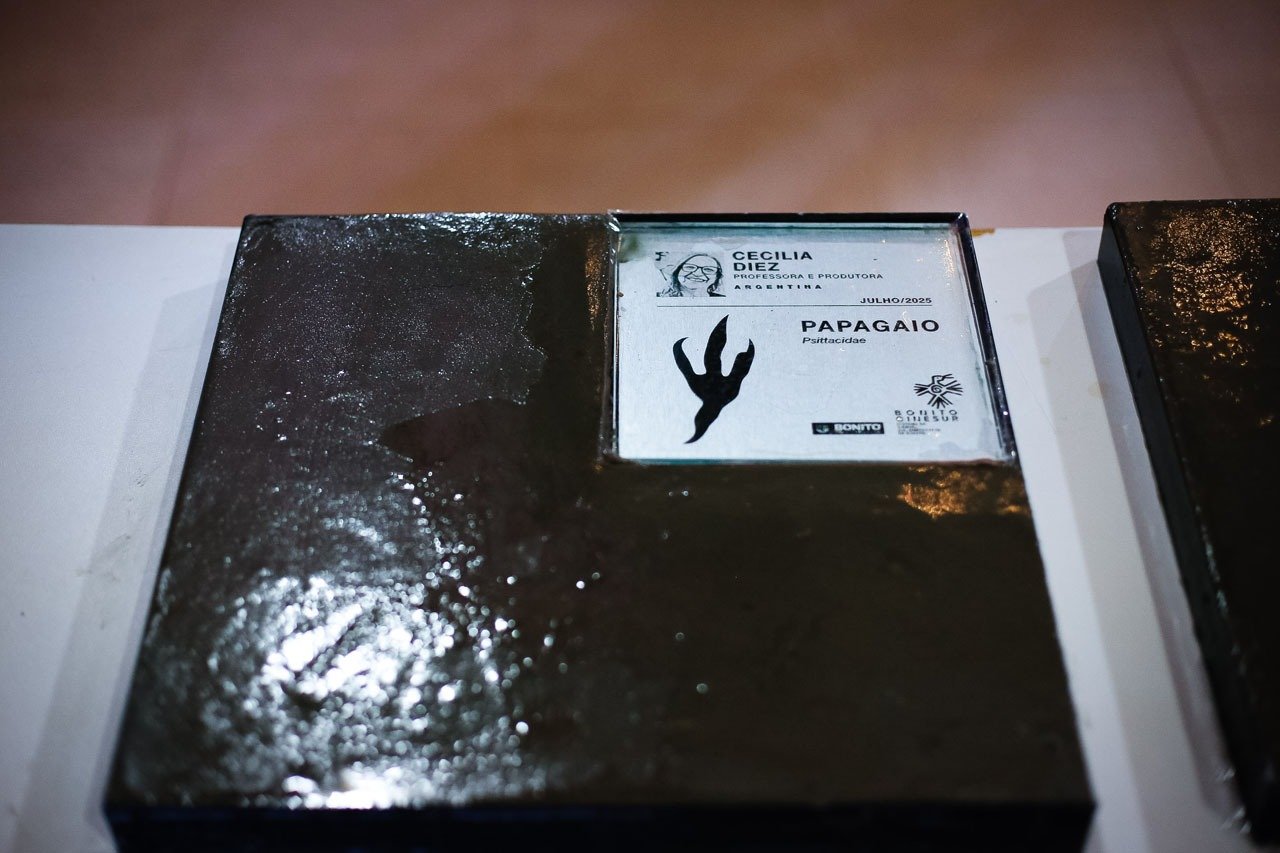 CECILIA
DIEZ
PROFESSORA E PRODUTORA
ARGENTINA
JULHO/2025
PAPAGAIO
Psittacidae
BONITO
CINESUR
BONITO